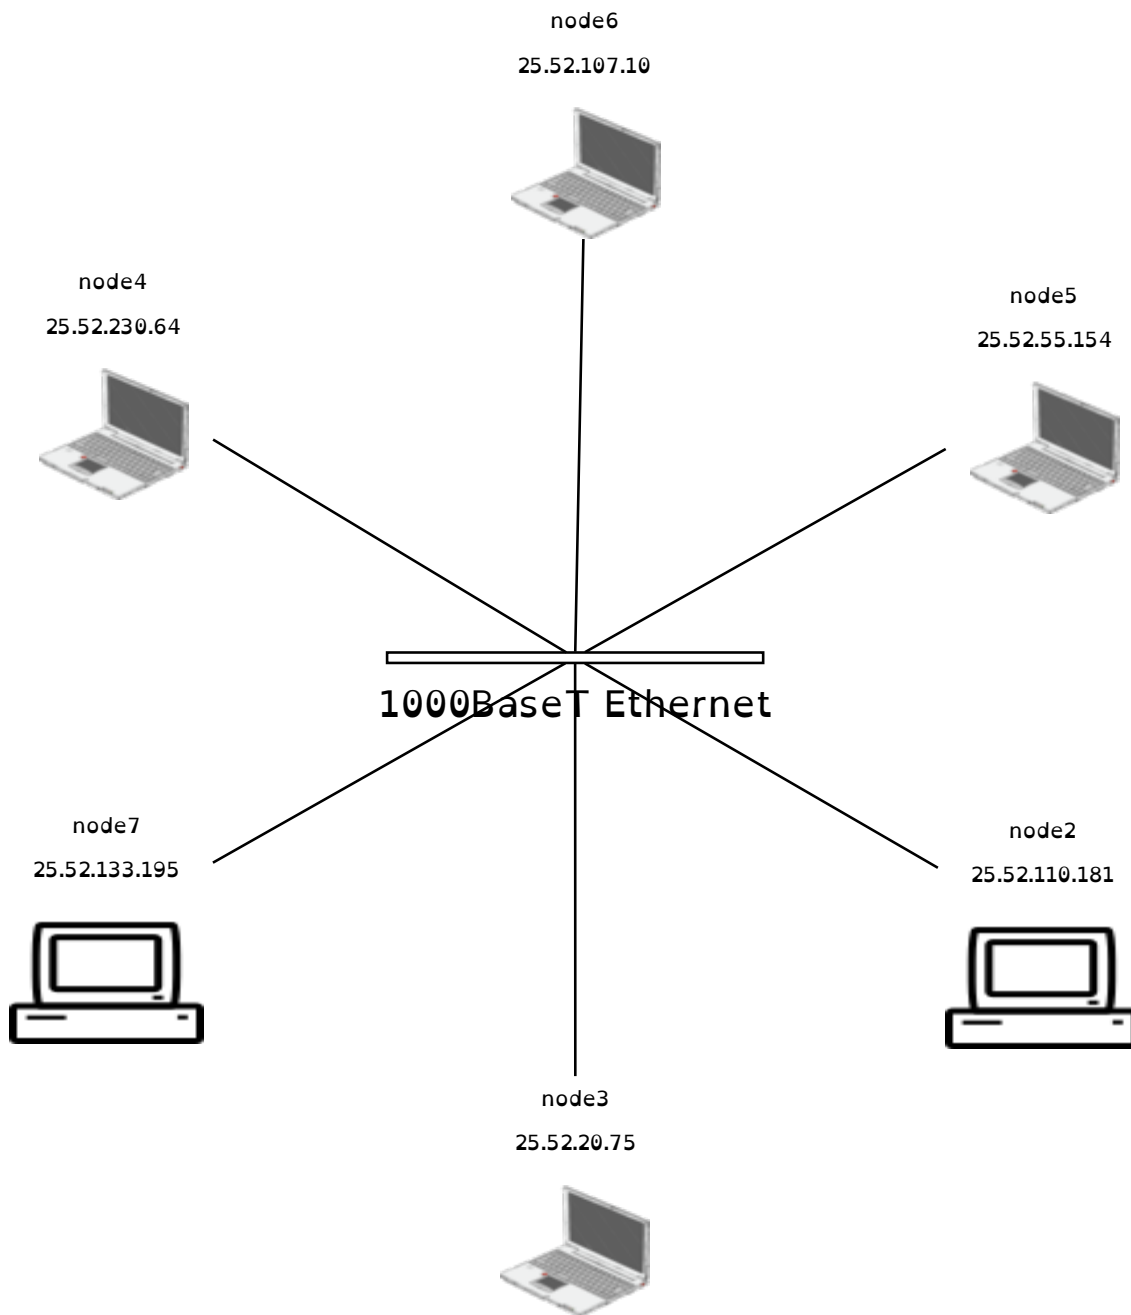 node6
25.52.107.10
node4
25.52.230.64
node5
25.52.55.154
1000BaseT Ethernet
node7
25.52.133.195
node2
25.52.110.181
node3
25.52.20.75